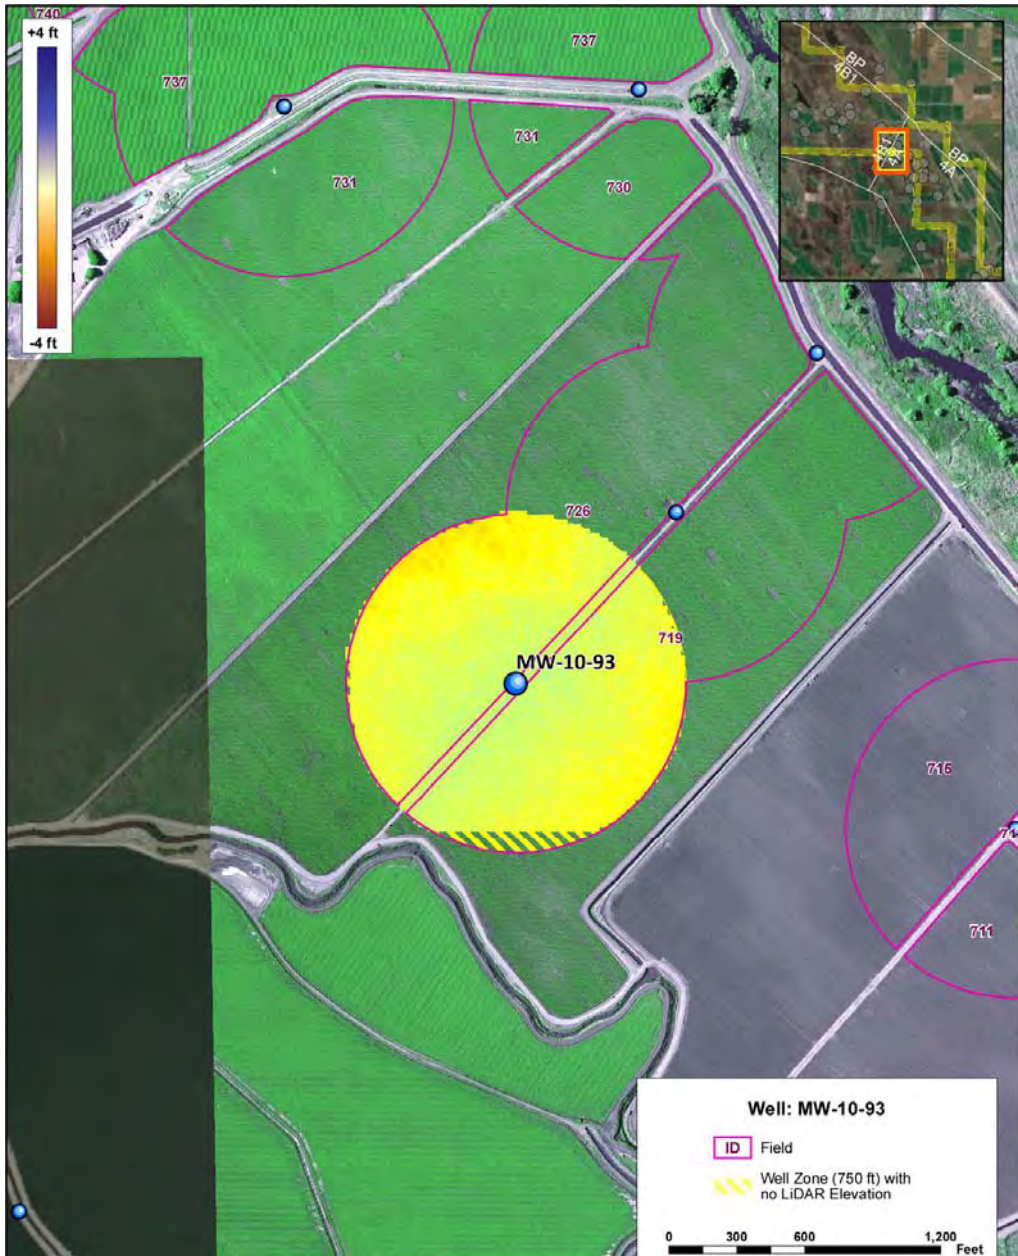 740
+4 ft
-4 ft
737
737
731
731
730
BP
4B1
BP
4A
726
719
MW-10-93
715
711
Well: MW-10-93
ID Field
Well Zone (750 ft) with
no LiDAR Elevation
0 300 600 1,200
Feet